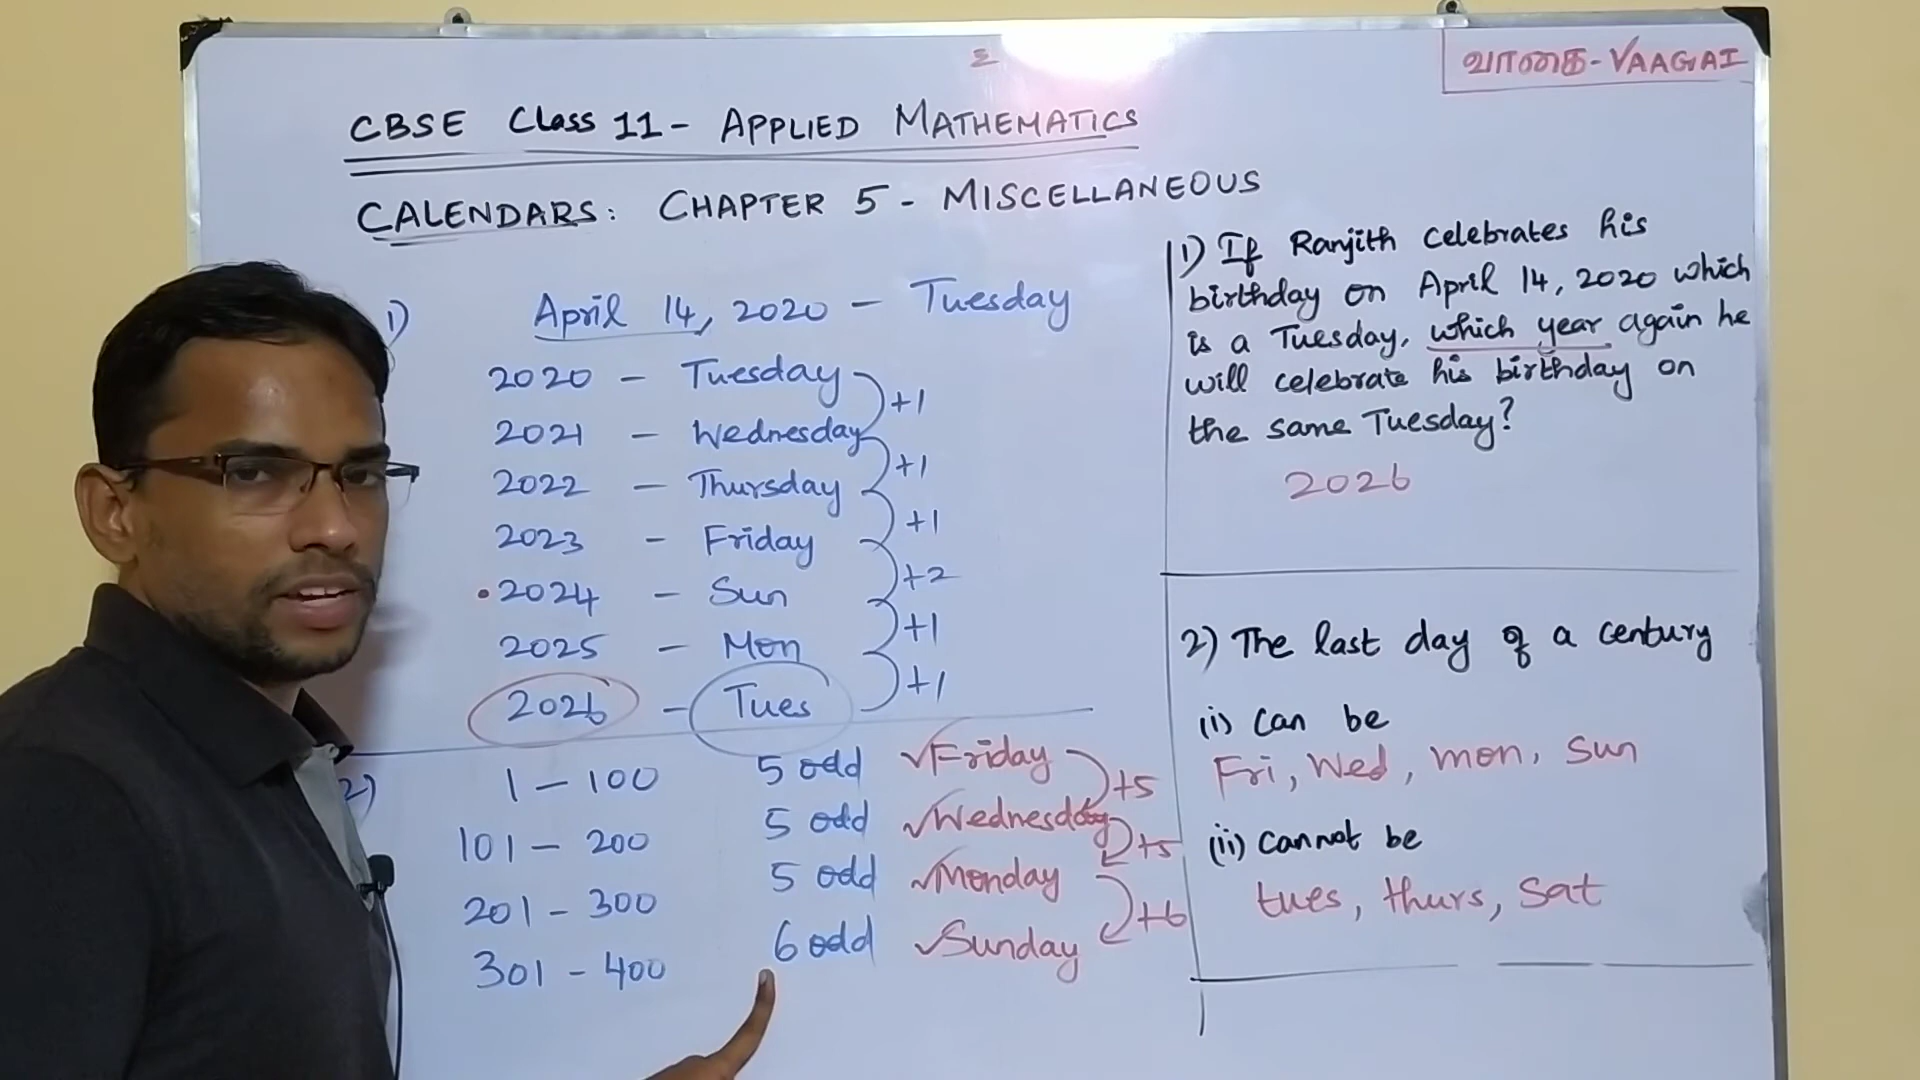 Σ
வாகை - VAAGAI
CBSE Class 11 - APPLIED MATHEMATICS
CALENDARS: CHAPTER 5 - MISCELLANEOUS
1) April 14, 2020 - Tuesday
2020 - Tuesday
+1
2021 - Wednesday
+1
2022 - Thursday
+1
2023 - Friday
+2
2024 - Sun
+1
2025 - Mon
+1
2026 - Tues
2) 1 - 100 5 odd ✓Friday
+5
101 - 200 5 odd ✓Wednesday
+5
201 - 300 5 odd ✓Monday
+6
301 - 400 6 odd ✓Sunday
1) If Ranjith celebrates his
birthday on April 14, 2020 which
is a Tuesday, which year again he
will celebrate his birthday on
the same Tuesday?
2026
2) The last day of a century
(i) can be
Fri, Wed, Mon, Sun
(ii) cannot be
tues, thurs, sat